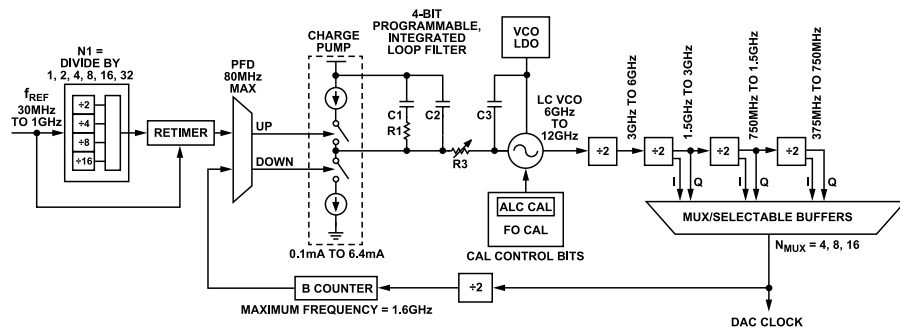 N1 =
DIVIDE BY
1, 2, 4, 8, 16, 32
fREF
30MHz
TO 1GHz
÷2
÷4
÷8
÷16
RETIMER
PFD
80MHz
MAX
UP
DOWN
CHARGE
PUMP
0.1mA TO 6.4mA
4-BIT
PROGRAMMABLE,
INTEGRATED
LOOP FILTER
C1
R1
C2
R3
C3
VCO
LDO
LC VCO
6GHz
TO
12GHz
ALC CAL
FO CAL
CAL CONTROL BITS
÷2
3GHz TO 6GHz
÷2
1.5GHz TO 3GHz
÷2
750MHz TO 1.5GHz
÷2
375MHz TO 750MHz
I
Q
I
Q
I
Q
MUX/SELECTABLE BUFFERS
NMUX = 4, 8, 16
B COUNTER
MAXIMUM FREQUENCY = 1.6GHz
÷2
DAC CLOCK